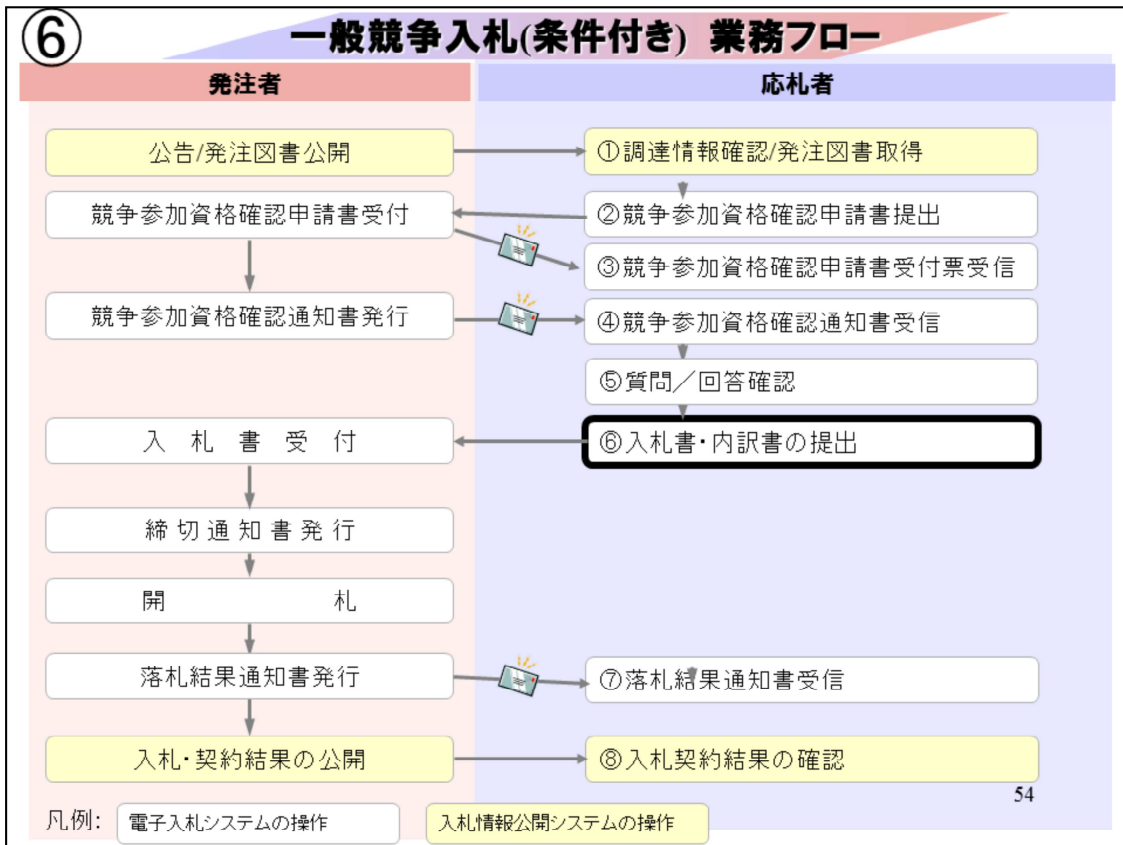 ⑥
一般競争入札(条件付き) 業務フロー
発注者
応札者
公告/発注図書公開
①調達情報確認/発注図書取得
競争参加資格確認申請書受付
②競争参加資格確認申請書提出
③競争参加資格確認申請書受付票受信
競争参加資格確認通知書発行
④競争参加資格確認通知書受信
⑤質問／回答確認
入札書受付
⑥入札書・内訳書の提出
締切通知書発行
開札
落札結果通知書発行
⑦落札結果通知書受信
入札・契約結果の公開
⑧入札契約結果の確認
54
凡例:
電子入札システムの操作
入札情報公開システムの操作